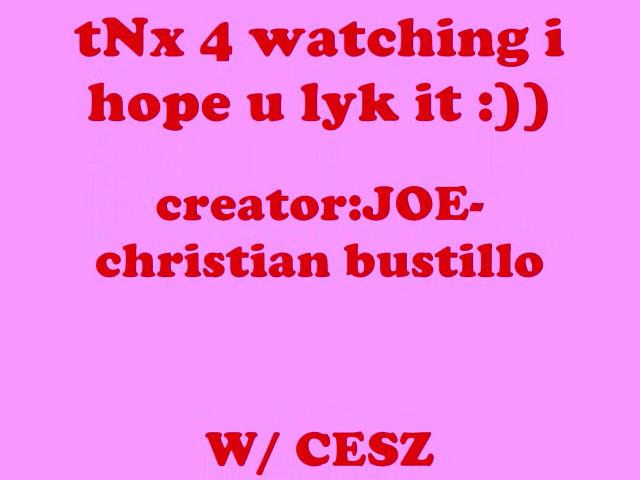 tNx 4 watching i
hope u lyk it :))
creator:JOE-
christian bustillo
W/ CESZ